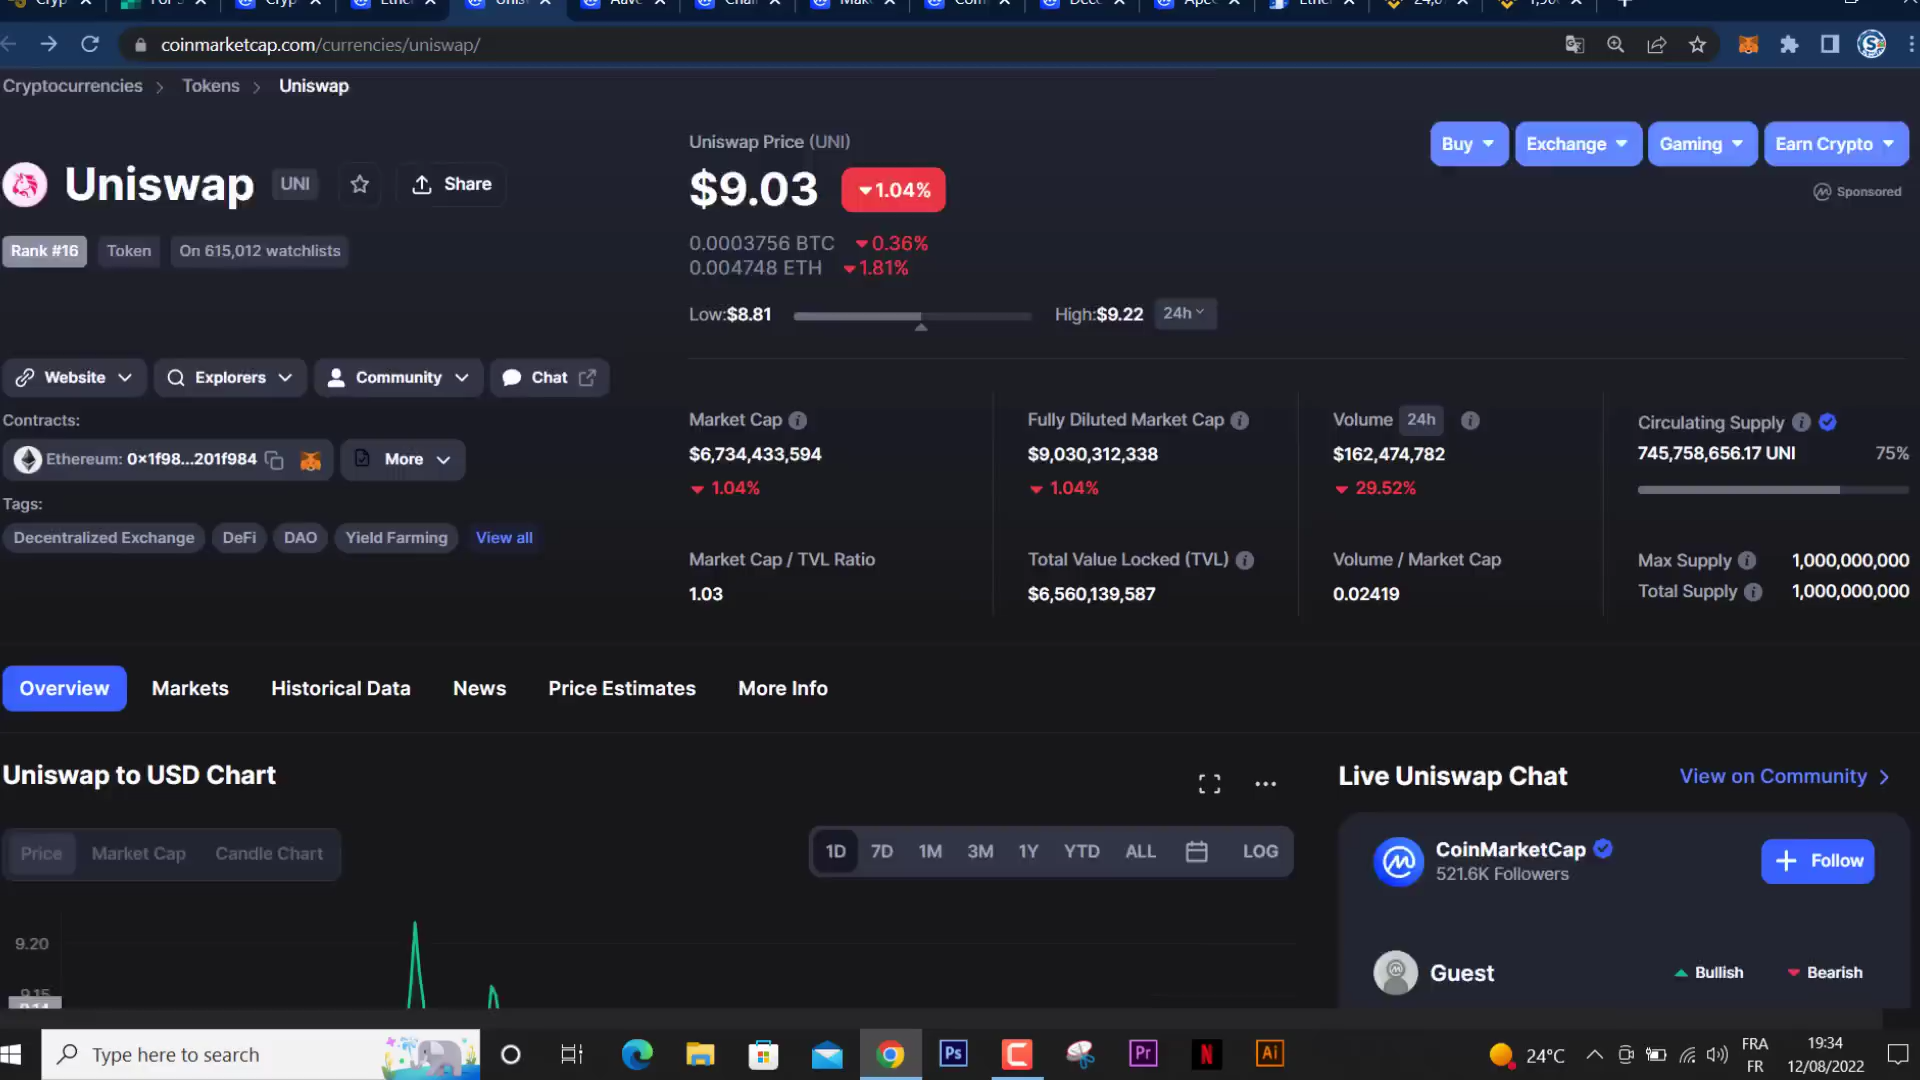 coinmarketcap.com/currencies/uniswap/
Cryptocurrencies > Tokens > Uniswap
Uniswap UNI Share
Rank #16 Token On 615,012 watchlists
Website Explorers Community Chat
Contracts:
Ethereum: 0x1f98...201f984 More
Tags:
Decentralized Exchange DeFi DAO Yield Farming View all
Uniswap Price (UNI)
$9.03 1.04%
0.0003756 BTC 0.36%
0.004748 ETH 1.81%
Low:$8.81 High:$9.22 24h
Buy Exchange Gaming Earn Crypto
Sponsored
Market Cap
$6,734,433,594
1.04%
Fully Diluted Market Cap
$9,030,312,338
1.04%
Volume 24h
$162,474,782
29.52%
Circulating Supply
745,758,656.17 UNI 75%
Market Cap / TVL Ratio
1.03
Total Value Locked (TVL)
$6,560,139,587
Volume / Market Cap
0.02419
Max Supply 1,000,000,000
Total Supply 1,000,000,000
Overview Markets Historical Data News Price Estimates More Info
Uniswap to USD Chart
Price Market Cap Candle Chart
1D 7D 1M 3M 1Y YTD ALL LOG
9.20
9.15
Live Uniswap Chat View on Community >
CoinMarketCap
521.6K Followers
Follow
Guest Bullish Bearish
Type here to search
Ps Pr N Ai
24°C
FRA
FR
19:34
12/08/2022